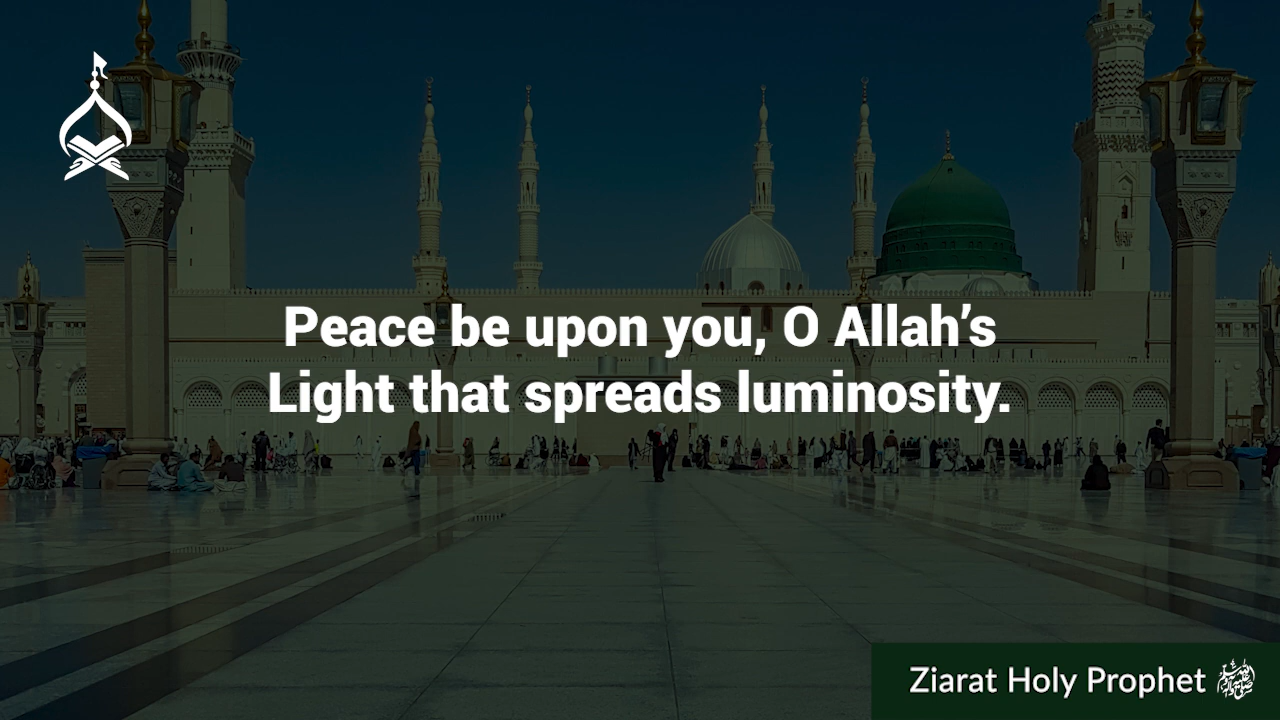 Peace be upon you, O Allah’s
Light that spreads luminosity.
Ziarat Holy Prophet